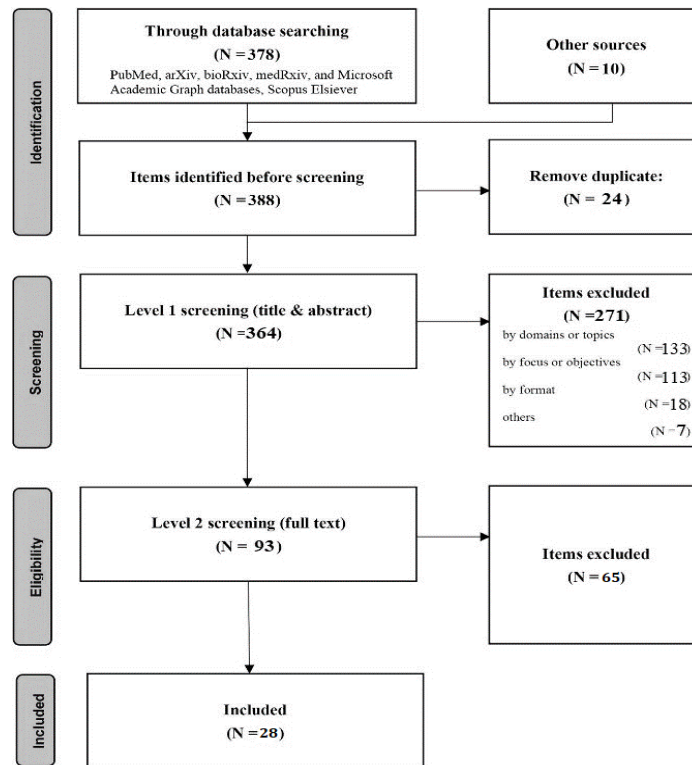 Identification
Through database searching
(N = 378)
PubMed, arXiv, bioRxiv, medRxiv, and Microsoft
Academic Graph databases, Scopus Elsiever
Other sources
(N = 10)
Items identified before screening
(N = 388)
Remove duplicate:
(N = 24)
Screening
Level 1 screening (title & abstract)
(N =364)
Items excluded
(N =271)
by domains or topics
(N =133)
by focus or objectives
(N =113)
by format
(N =18)
others
(N =7)
Eligibility
Level 2 screening (full text)
(N = 93)
Items excluded
(N = 65)
Included
Included
(N = 28)